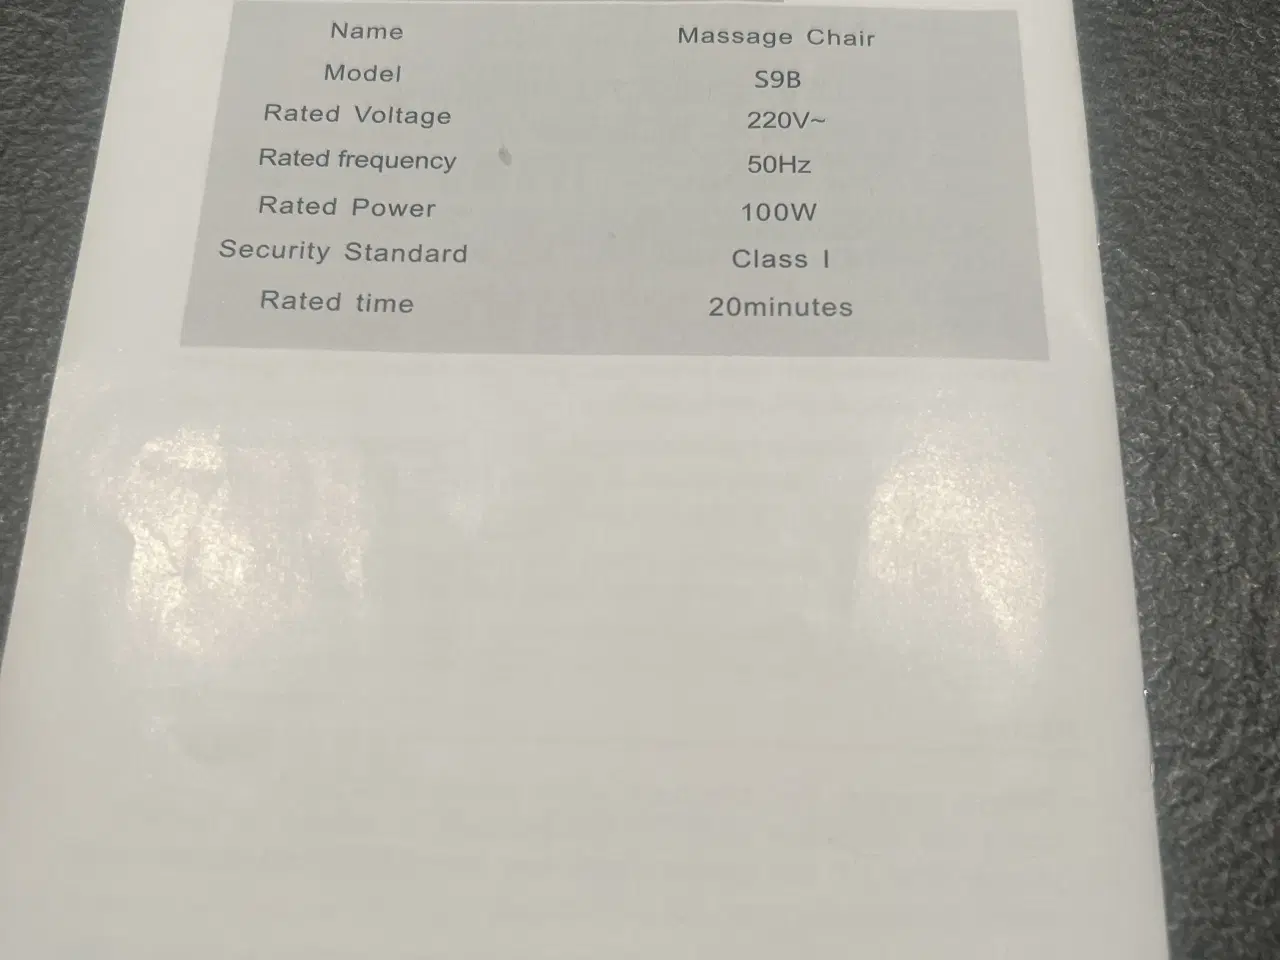 Name Massage Chair
Model S9B
Rated Voltage 220V~
Rated frequency 50Hz
Rated Power 100W
Security Standard Class I
Rated time 20minutes